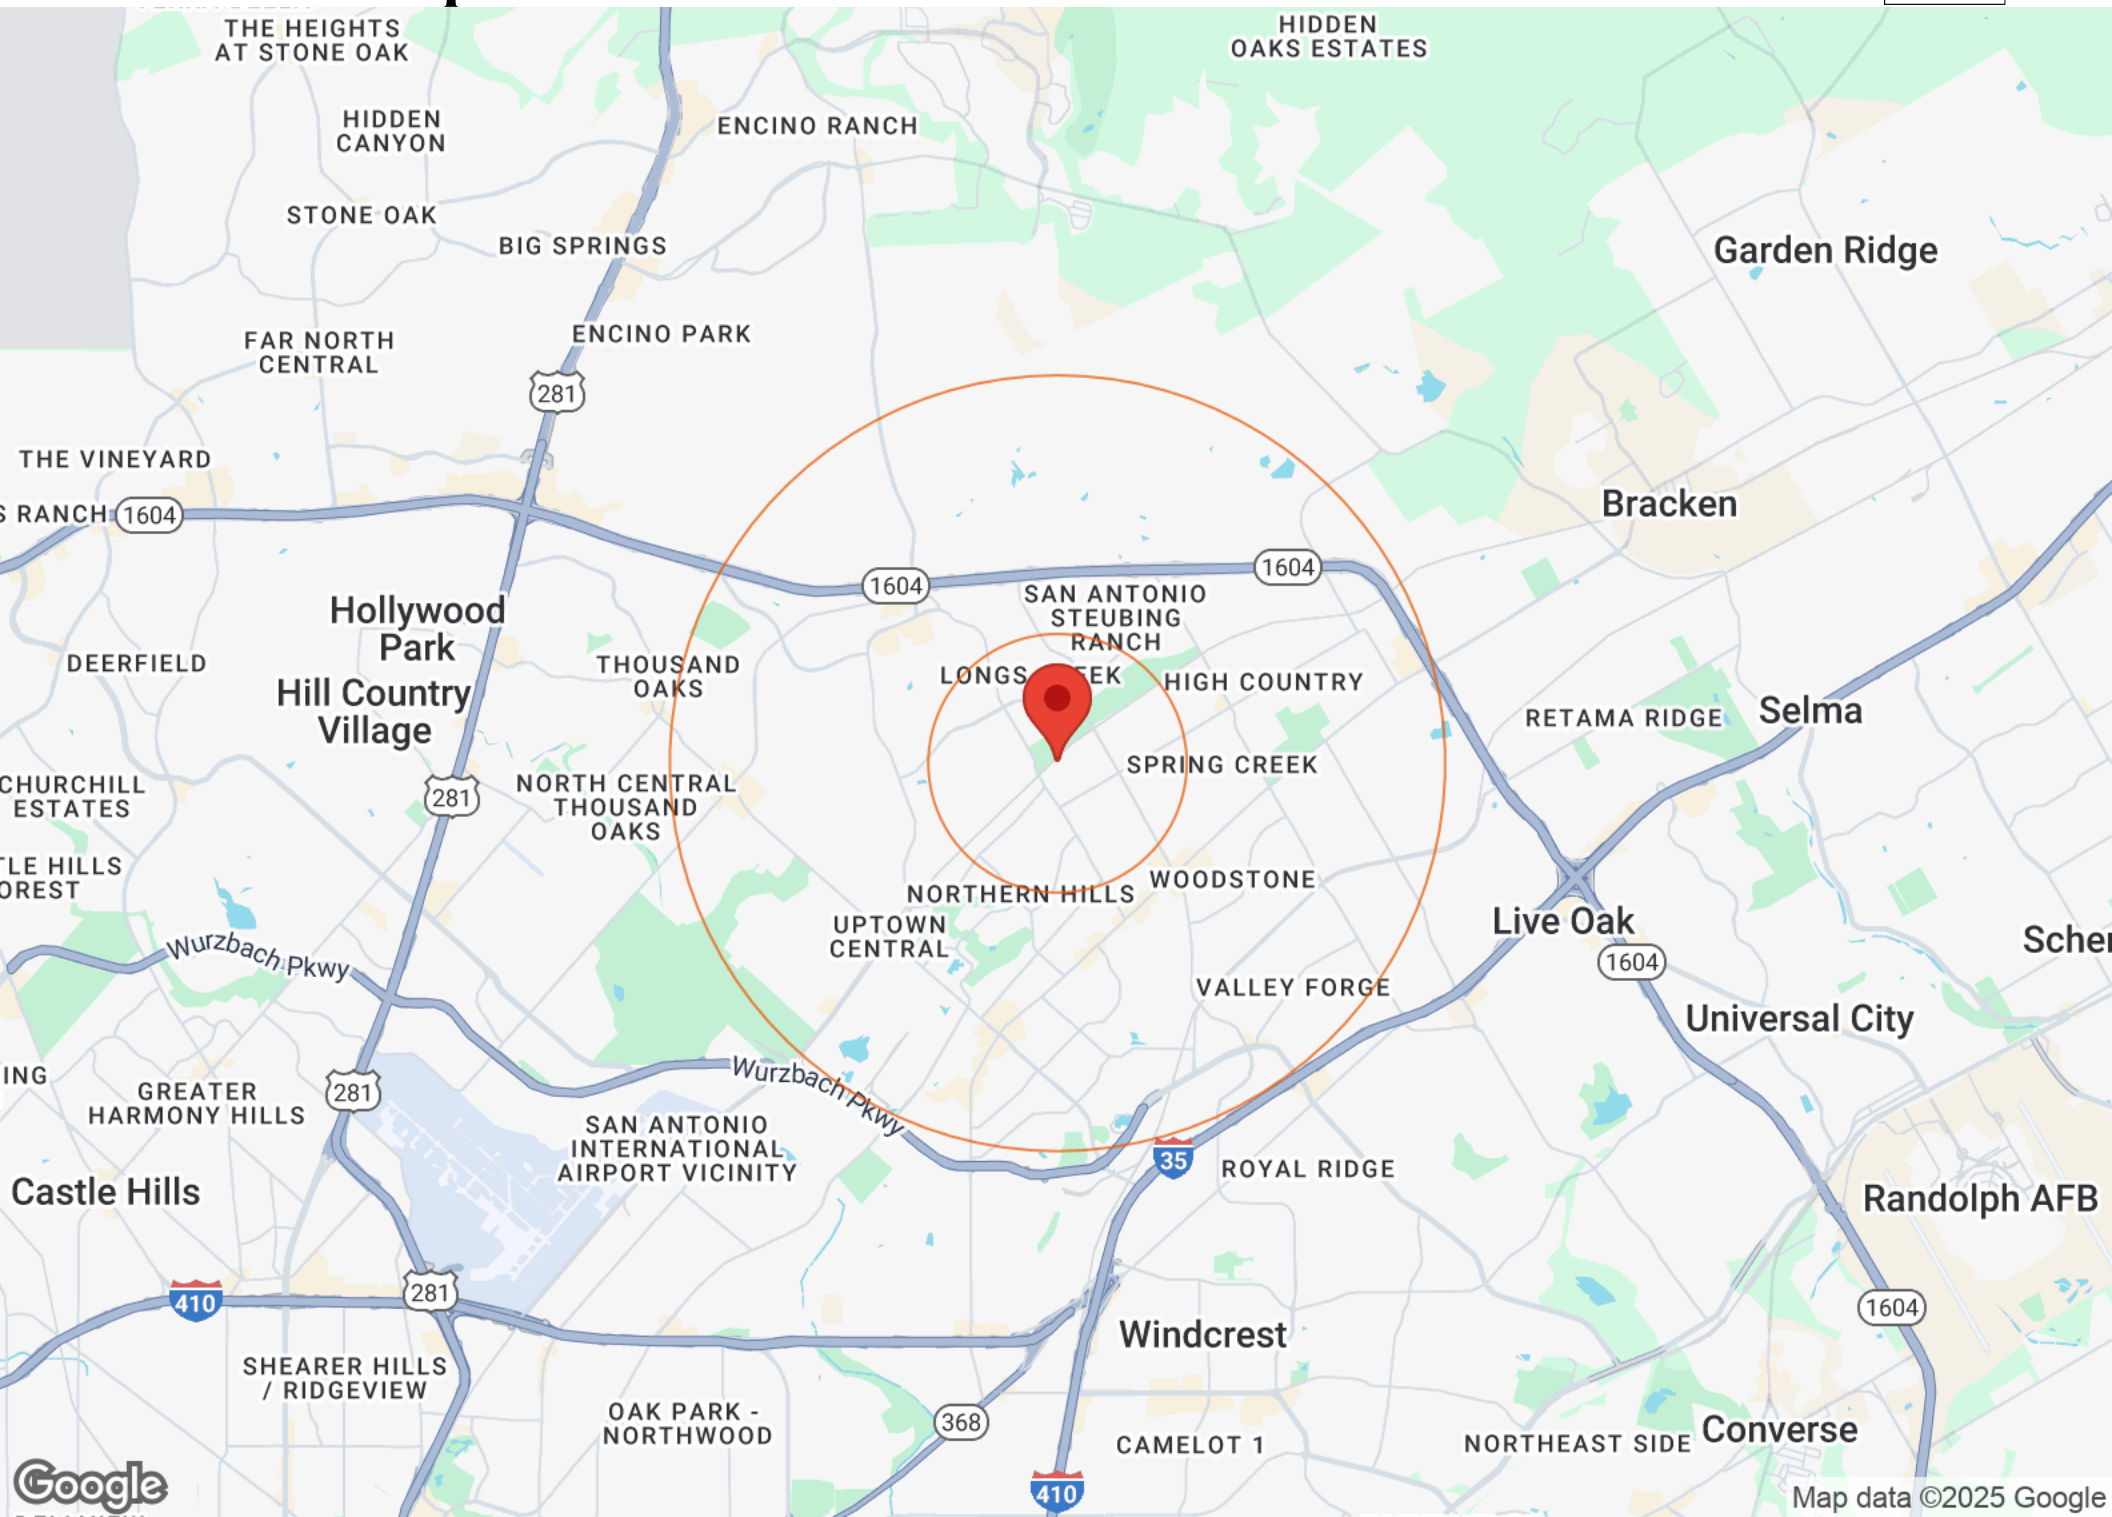 THE HEIGHTS
AT STONE OAK
HIDDEN
OAKS ESTATES
HIDDEN
CANYON
ENCINO RANCH
STONE OAK
BIG SPRINGS
Garden Ridge
FAR NORTH
CENTRAL
ENCINO PARK
281
THE VINEYARD
S RANCH
1604
Bracken
1604
1604
SAN ANTONIO
STEUBING
RANCH
Hollywood
Park
DEERFIELD
THOUSAND
OAKS
LONGS
EEK
HIGH COUNTRY
Hill Country
Village
RETAMA RIDGE
Selma
SPRING CREEK
CHURCHILL
ESTATES
281
NORTH CENTRAL
THOUSAND
OAKS
TLE HILLS
OREST
NORTHERN HILLS
WOODSTONE
UPTOWN
CENTRAL
Live Oak
Scher
1604
Wurzbach Pkwy
VALLEY FORGE
Universal City
ING
281
GREATER
HARMONY HILLS
Wurzbach Pkwy
SAN ANTONIO
INTERNATIONAL
AIRPORT VICINITY
35
ROYAL RIDGE
Castle Hills
Randolph AFB
410
281
1604
Windcrest
SHEARER HILLS
/ RIDGEVIEW
OAK PARK -
NORTHWOOD
368
CAMELOT 1
NORTHEAST SIDE
Converse
410
Google
Map data ©2025 Google